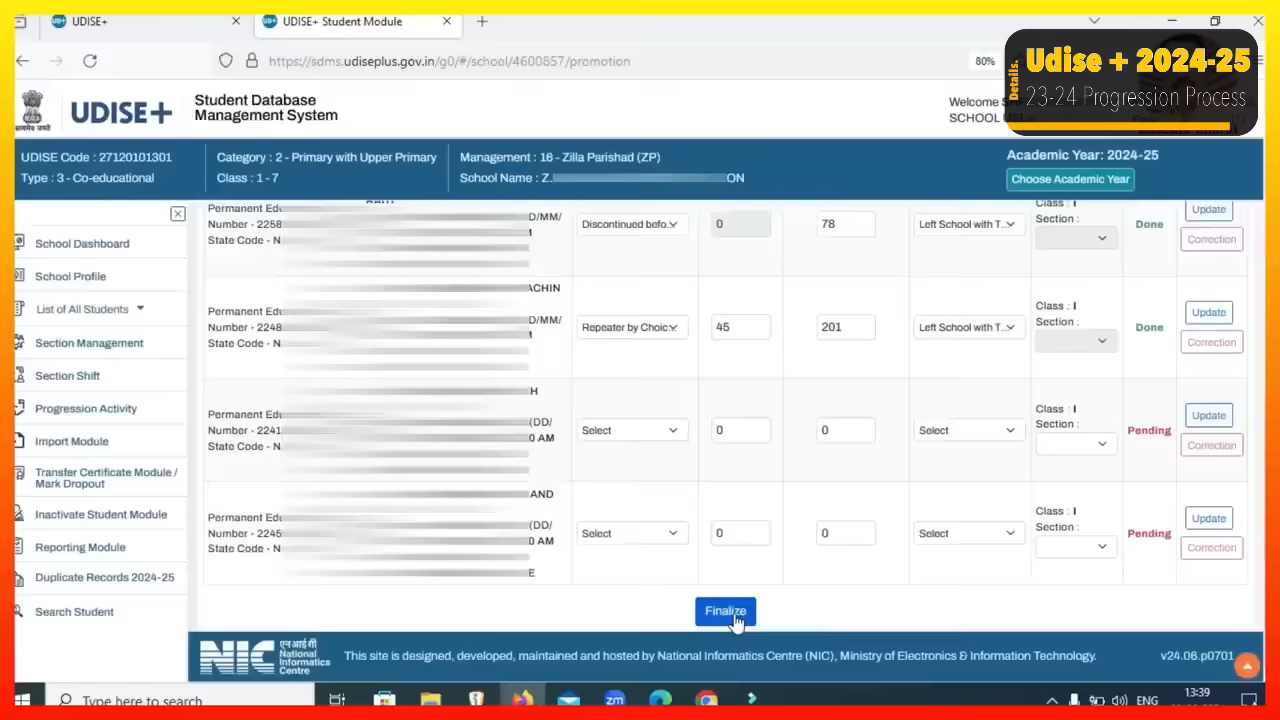 UDISE+
UDISE+ Student Module
https://sdms.udiseplus.gov.in/g0/#/school/4600857/promotion
80%
Details.
Udise + 2024-25
23-24 Progression Process
UDISE+
Student Database
Management System
Welcome
SCHOOL
UDISE Code : 27120101301
Type : 3 - Co-educational
Category : 2 - Primary with Upper Primary
Class : 1 - 7
Management : 16 - Zilla Parishad (ZP)
School Name : Z. ON
Academic Year: 2024-25
Choose Academic Year
School Dashboard
School Profile
List of All Students
Section Management
Section Shift
Progression Activity
Import Module
Transfer Certificate Module /
Mark Dropout
Inactivate Student Module
Reporting Module
Duplicate Records 2024-25
Search Student
Permanent Edu D/MM/
Number - 2258
State Code - N
Discontinued befo.
0
78
Left School with T...
Class : I
Section :
Done
Update
Correction
ACHIN
Permanent Edu D/MM/
Number - 2248
State Code - N
Repeater by Choic
45
201
Left School with T...
Class : I
Section :
Done
Update
Correction
H
Permanent Edu (DD/
Number - 2241 0 AM
State Code - N
Select
0
0
Select
Class : I
Section :
Pending
Update
Correction
AND
Permanent Edu (DD/
Number - 2245 0 AM
State Code - N
E
Select
0
0
Select
Class : I
Section :
Pending
Update
Correction
Finalize
NIC
एन आई सी
National
Informatics
Centre
This site is designed, developed, maintained and hosted by National Informatics Centre (NIC), Ministry of Electronics & Information Technology.
v24.06.p0701
Type here to search
zm
ENG
13:39